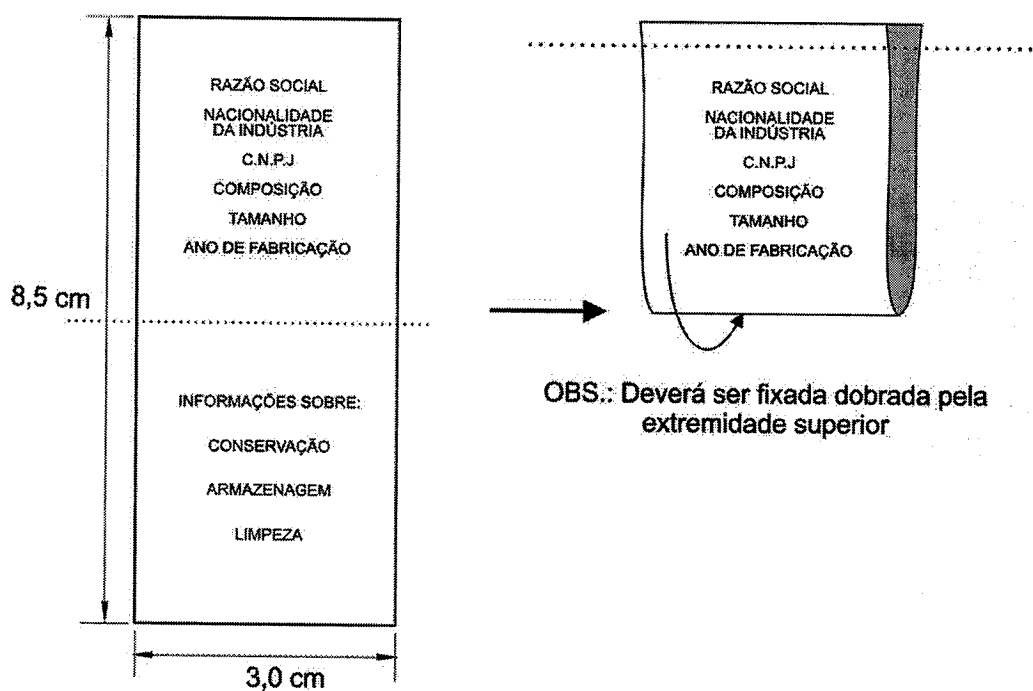 RAZÃO SOCIAL
NACIONALIDADE
DA INDÚSTRIA
C.N.P.J
COMPOSIÇÃO
TAMANHO
ANO DE FABRICAÇÃO
8,5 cm
INFORMAÇÕES SOBRE:
CONSERVAÇÃO
ARMAZENAGEM
LIMPEZA
3,0 cm
RAZÃO SOCIAL
NACIONALIDADE
DA INDÚSTRIA
C.N.P.J
COMPOSIÇÃO
TAMANHO
ANO DE FABRICAÇÃO
OBS.: Deverá ser fixada dobrada pela
extremidade superior